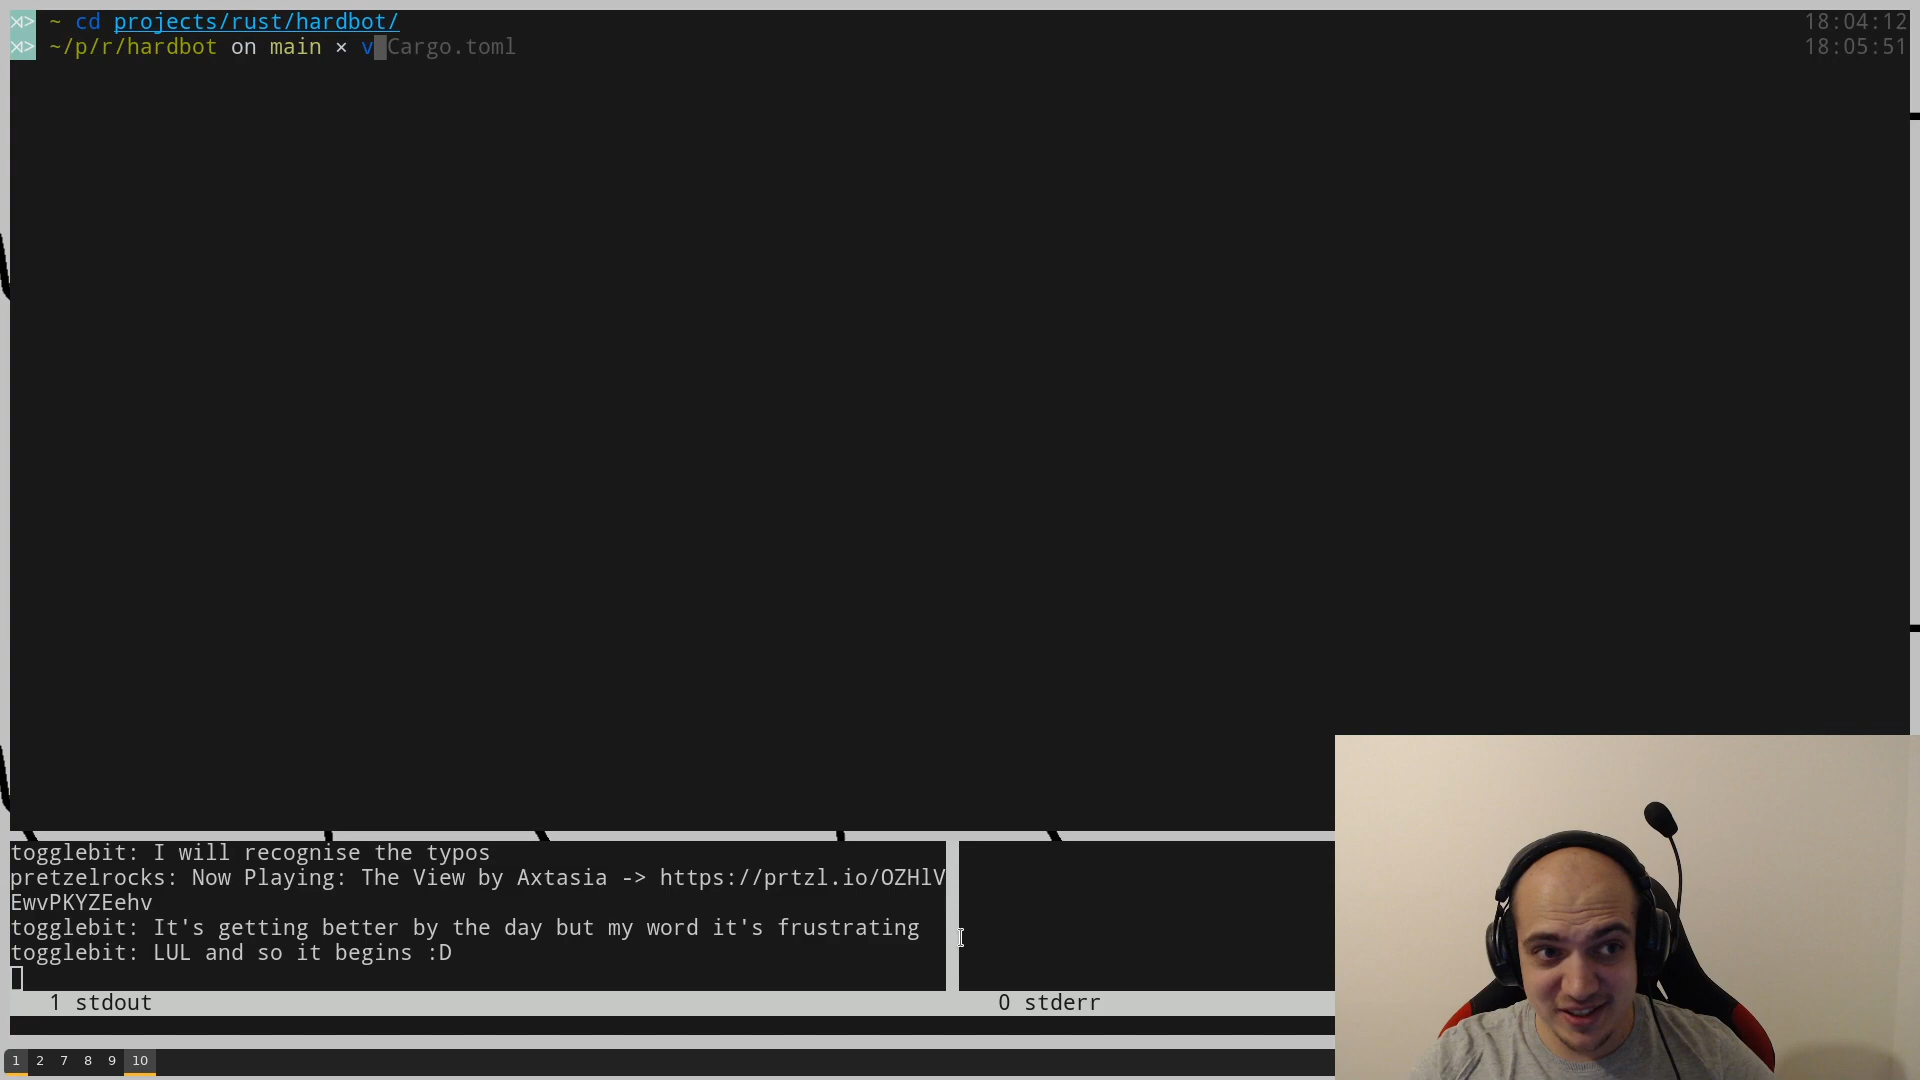 ⋊> ~ cd projects/rust/hardbot/ 18:04:12
⋊> ~/p/r/hardbot on main × v Cargo.toml 18:05:51
togglebit: I will recognise the typos
pretzelrocks: Now Playing: The View by Axtasia -> https://prtzl.io/OZHlV
EwvPKYZEehv
togglebit: It's getting better by the day but my word it's frustrating
togglebit: LUL and so it begins :D
1 stdout 0 stderr
1 2 7 8 9 10